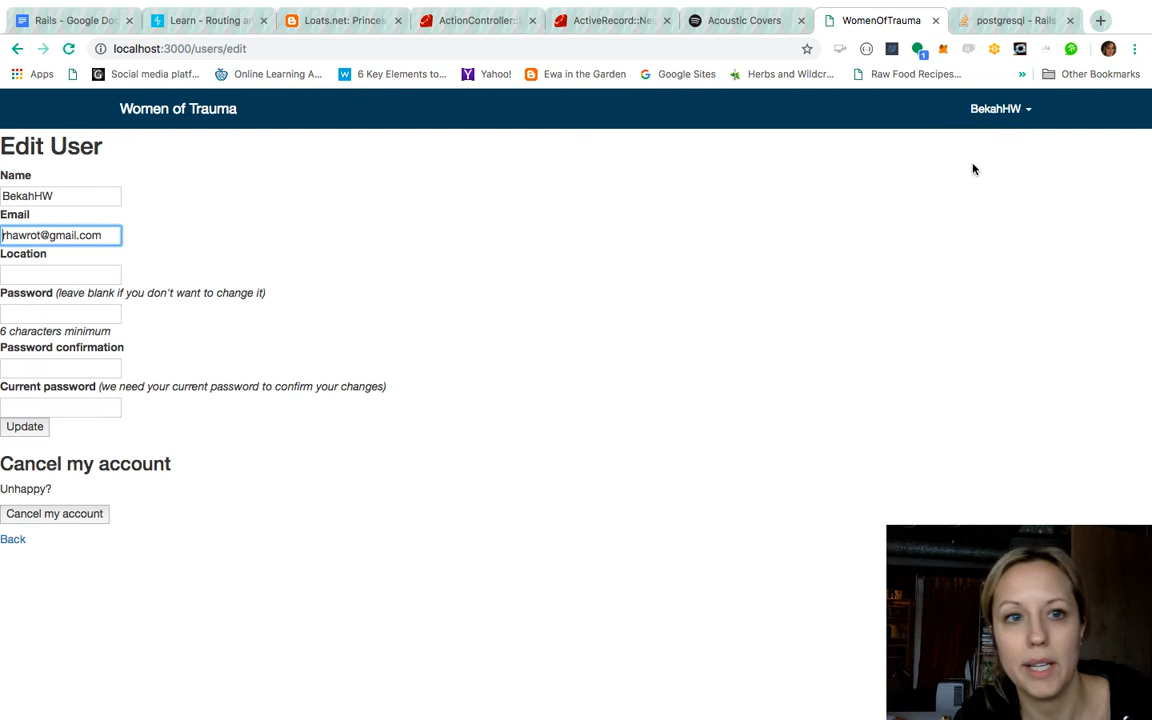 Rails - Google Doc
Learn - Routing an
Loats.net: Princes
ActionController::
ActiveRecord::Nes
Acoustic Covers
WomenOfTrauma
postgresql - Rails
localhost:3000/users/edit
1
Apps
Social media platf...
Online Learning A...
6 Key Elements to...
Yahoo!
Ewa in the Garden
Google Sites
Herbs and Wildcr...
Raw Food Recipes...
»
Other Bookmarks
Women of Trauma
BekahHW
Edit User
Name
BekahHW
Email
rhawrot@gmail.com
Location
Password (leave blank if you don't want to change it)
6 characters minimum
Password confirmation
Current password (we need your current password to confirm your changes)
Update
Cancel my account
Unhappy?
Cancel my account
Back